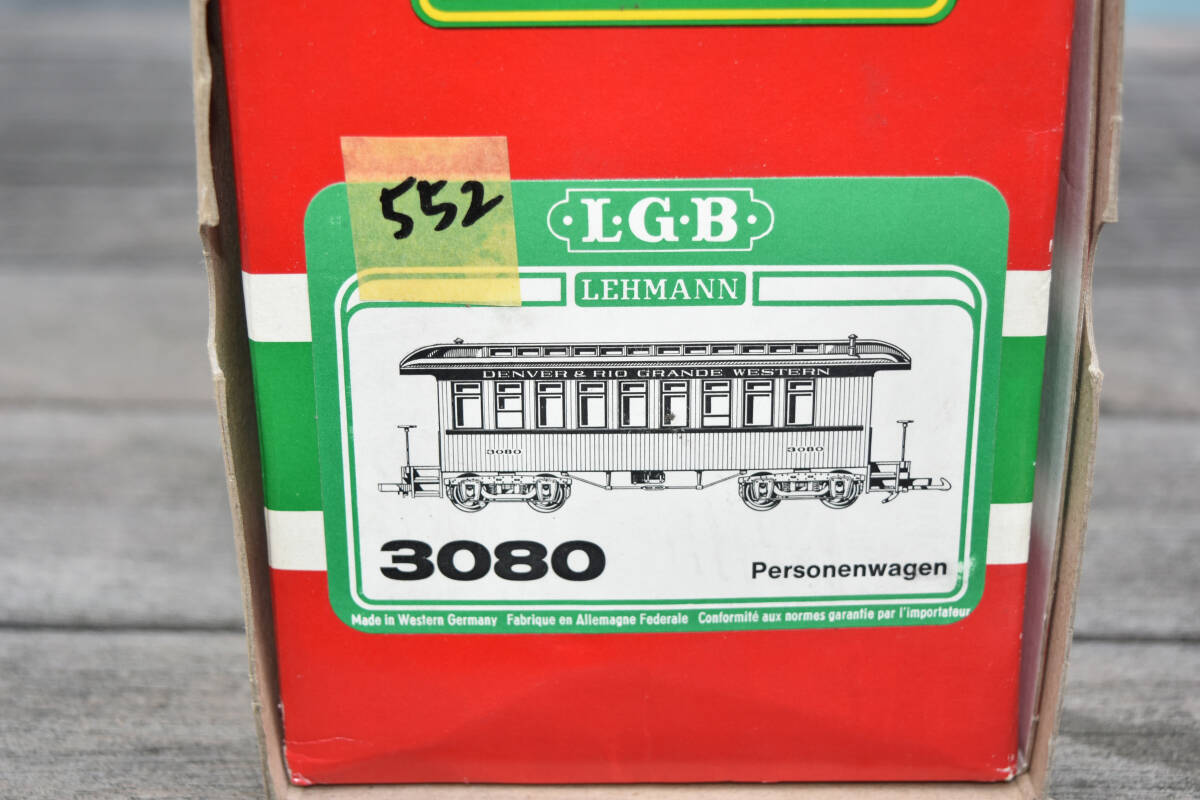 552
L·G·B
LEHMANN
DENVER & RIO GRANDE WESTERN
3080 3080
3080 Personenwagen
Made in Western Germany Fabrique en Allemagne Federale Conformité aux normes garantie par l'importateur